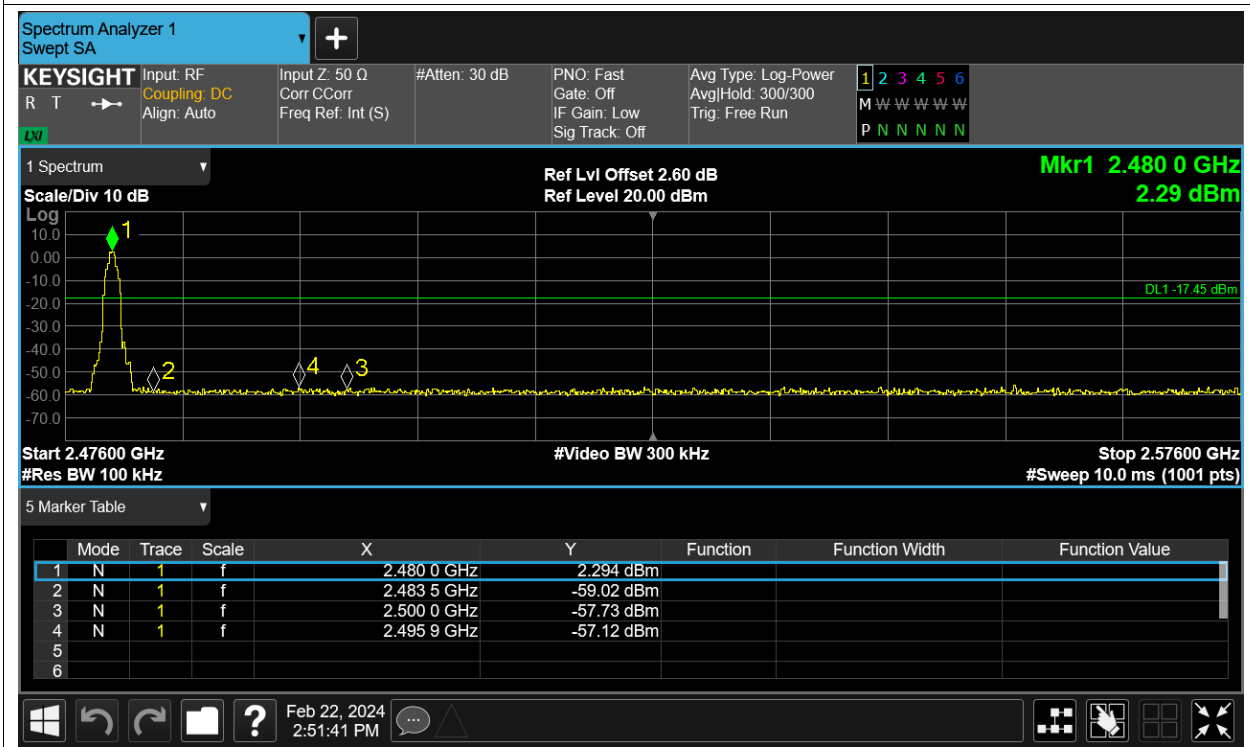 Spectrum Analyzer 1
Swept SA
KEYSIGHT
R T
LXI
Input: RF
Coupling: DC
Align: Auto
Input Z: 50 Ω
Corr CCorr
Freq Ref: Int (S)
#Atten: 30 dB
PNO: Fast
Gate: Off
IF Gain: Low
Sig Track: Off
Avg Type: Log-Power
Avg|Hold: 300/300
Trig: Free Run
1 2 3 4 5 6
M W W W W W
P N N N N N
1 Spectrum
Scale/Div 10 dB
Ref Lvl Offset 2.60 dB
Ref Level 20.00 dBm
Mkr1 2.480 0 GHz
2.29 dBm
Log
10.0
0.00
-10.0
-20.0
-30.0
-40.0
-50.0
-60.0
-70.0
1
2
4
3
DL1 -17.45 dBm
Start 2.47600 GHz
#Res BW 100 kHz
#Video BW 300 kHz
Stop 2.57600 GHz
#Sweep 10.0 ms (1001 pts)
5 Marker Table
Mode Trace Scale X Y Function Function Width Function Value
1 N 1 f 2.480 0 GHz 2.294 dBm
2 N 1 f 2.483 5 GHz -59.02 dBm
3 N 1 f 2.500 0 GHz -57.73 dBm
4 N 1 f 2.495 9 GHz -57.12 dBm
5
6
?
Feb 22, 2024
2:51:41 PM